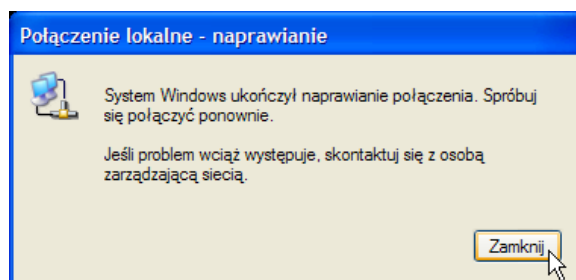 Połączenie lokalne - naprawianie
System Windows ukończył naprawianie połączenia. Spróbuj
się połączyć ponownie.
Jeśli problem wciąż występuje, skontaktuj się z osobą
zarządzającą siecią.
Zamknij